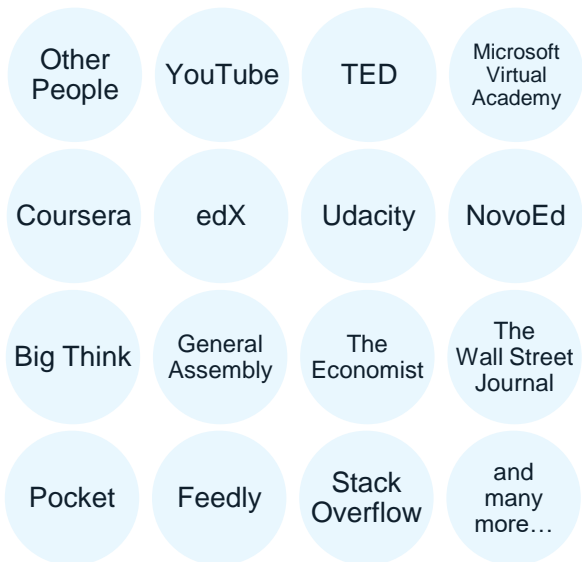 Other
People
YouTube
TED
Microsoft
Virtual
Academy
Coursera
edX
Udacity
NovoEd
Big Think
General
Assembly
The
Economist
The
Wall Street
Journal
Pocket
Feedly
Stack
Overflow
and
many
more…